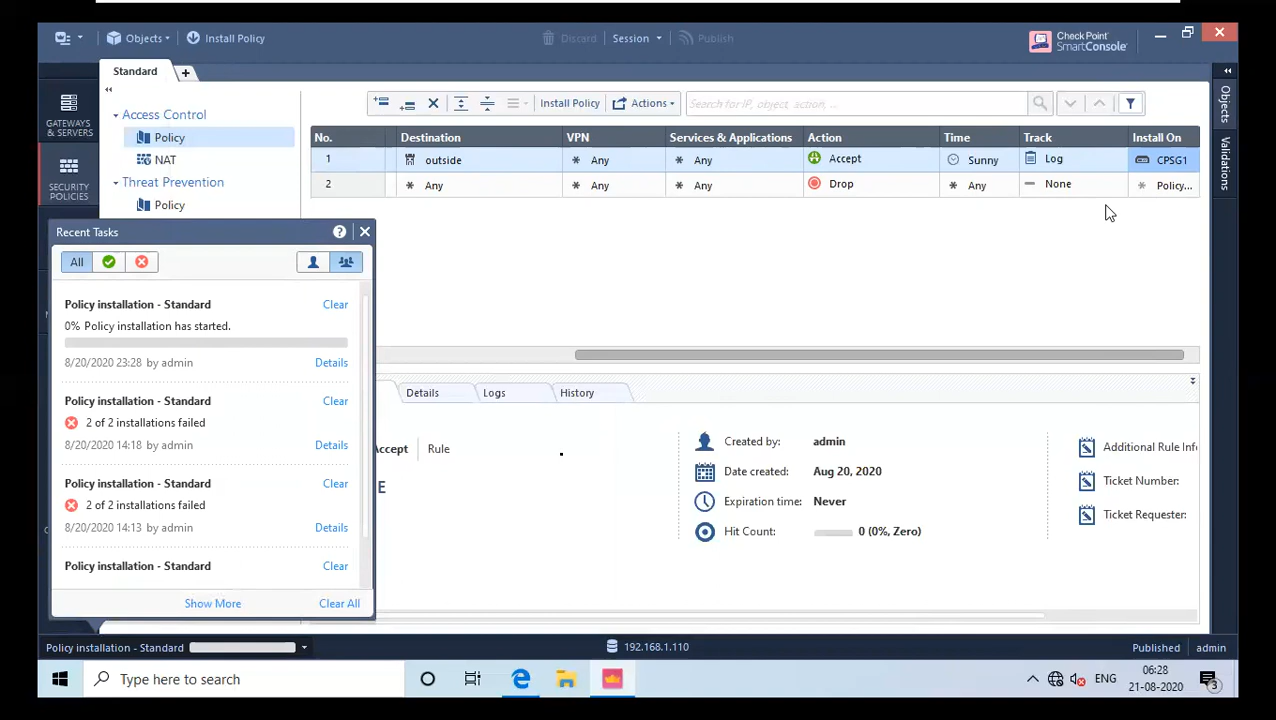 Objects
Install Policy
Discard
Session
Publish
Check Point
SmartConsole
Standard
GATEWAYS
& SERVERS
SECURITY
POLICIES
Access Control
Policy
NAT
Threat Prevention
Policy
Install Policy
Actions
Search for IP, object, action, ...
No. Destination VPN Services & Applications Action Time Track Install On
1 outside Any Any Accept Sunny Log CPSG1
2 Any Any Any Drop Any None Policy...
Objects
Validations
Recent Tasks
All
Policy installation - Standard Clear
0% Policy installation has started.
8/20/2020 23:28 by admin Details
Policy installation - Standard Clear
2 of 2 installations failed
8/20/2020 14:18 by admin Details
Policy installation - Standard Clear
2 of 2 installations failed
8/20/2020 14:13 by admin Details
Policy installation - Standard Clear
Show More Clear All
Details
Logs
History
Accept Rule
Created by: admin
Date created: Aug 20, 2020
Expiration time: Never
Hit Count: 0 (0%, Zero)
Additional Rule Info
Ticket Number:
Ticket Requester:
Policy installation - Standard
192.168.1.110
Published
admin
Type here to search
ENG
06:28
21-08-2020
3